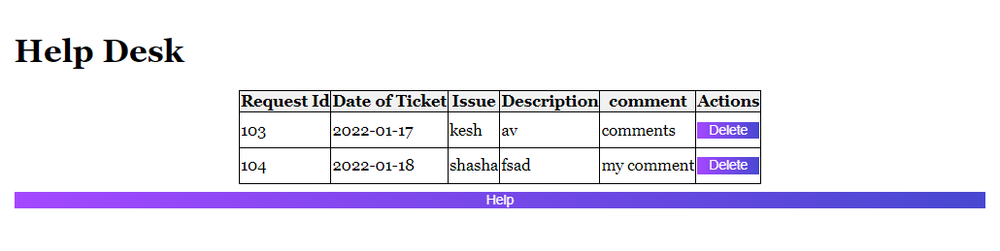 Help Desk
Request Id Date of Ticket Issue Description comment Actions
103 2022-01-17 kesh av comments Delete
104 2022-01-18 shasha fsad my comment Delete
Help